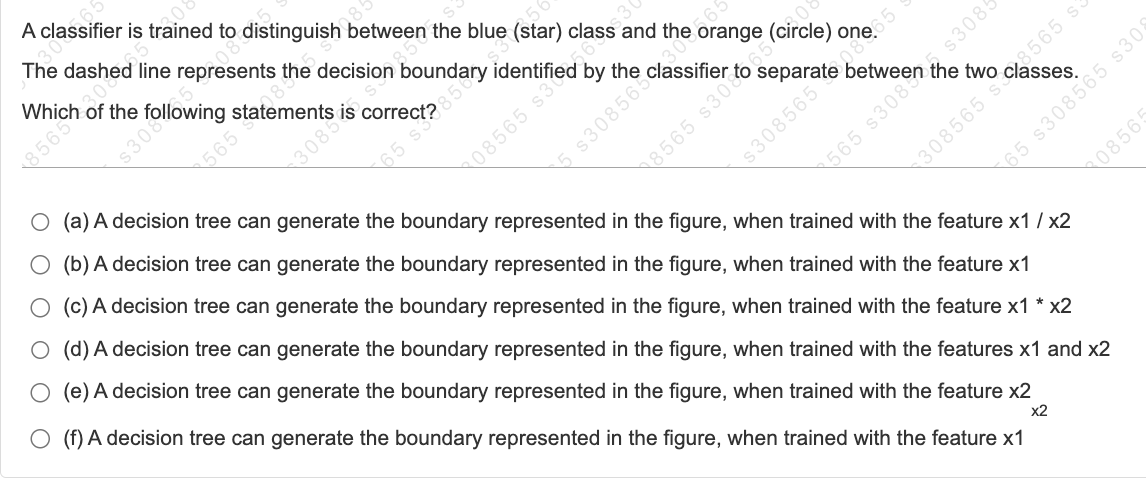 A classifier is trained to distinguish between the blue (star) class and the orange (circle) one.
The dashed line represents the decision boundary identified by the classifier to separate between the two classes.
Which of the following statements is correct?
(a) A decision tree can generate the boundary represented in the figure, when trained with the feature x1 / x2
(b) A decision tree can generate the boundary represented in the figure, when trained with the feature x1
(c) A decision tree can generate the boundary represented in the figure, when trained with the feature x1 * x2
(d) A decision tree can generate the boundary represented in the figure, when trained with the features x1 and x2
(e) A decision tree can generate the boundary represented in the figure, when trained with the feature x2
x2
(f) A decision tree can generate the boundary represented in the figure, when trained with the feature x1
s308565